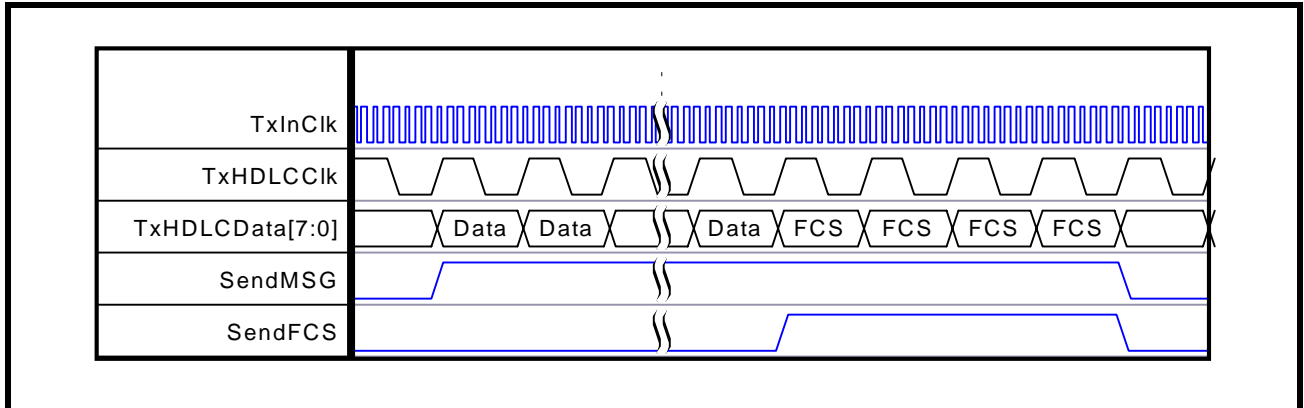 TxInClk
TxHDLCClk
TxHDLCData[7:0] Data Data Data FCS FCS FCS FCS
SendMSG
SendFCS